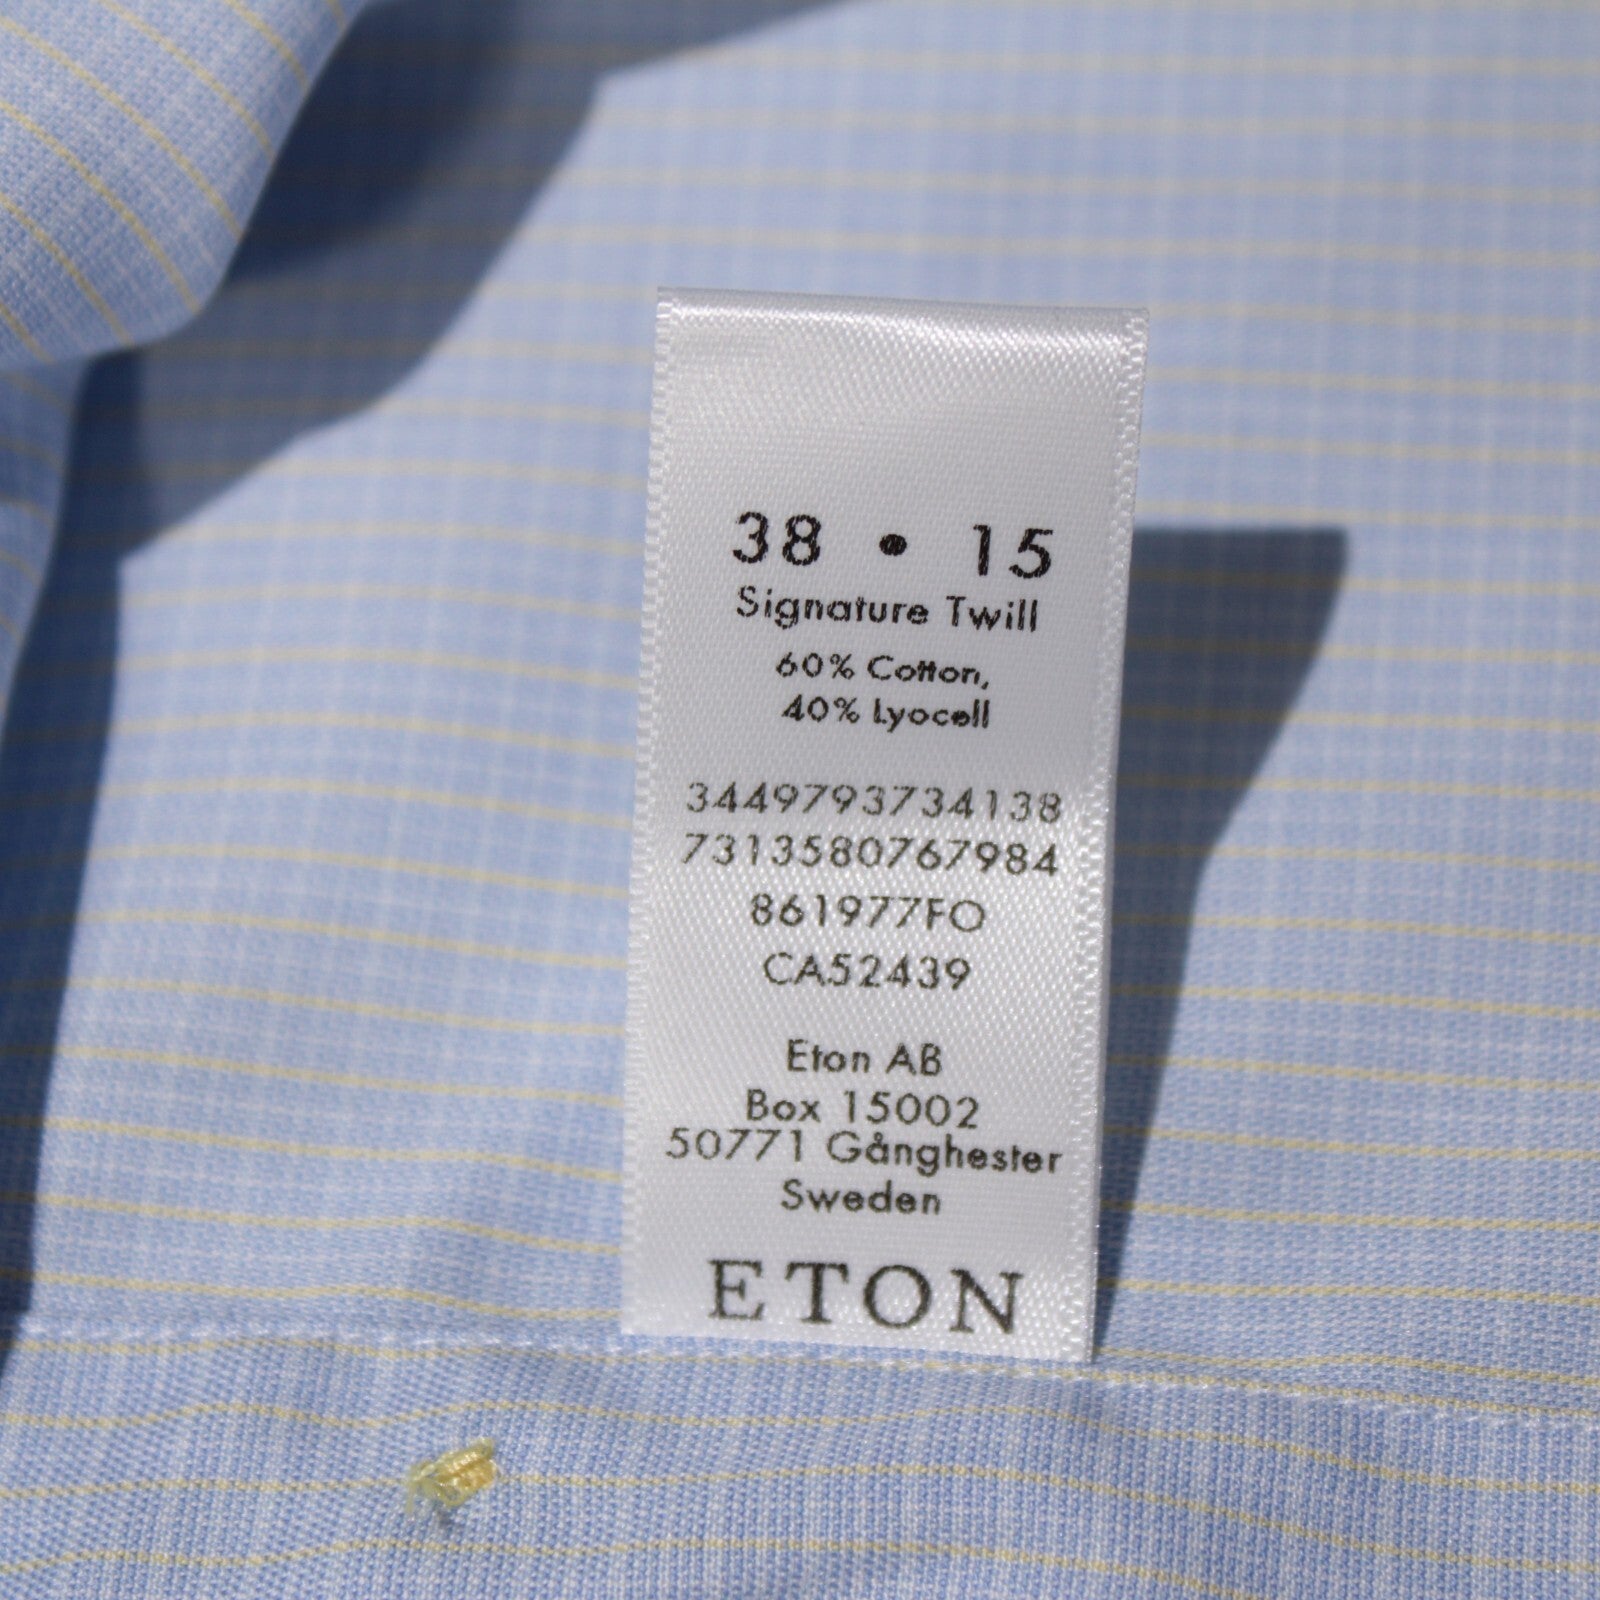 38 • 15
Signature Twill
60% Cotton,
40% Lyocell
3449793734138
7313580767984
861977FO
CA52439
Eton AB
Box 15002
50771 Gånghester
Sweden
ETON